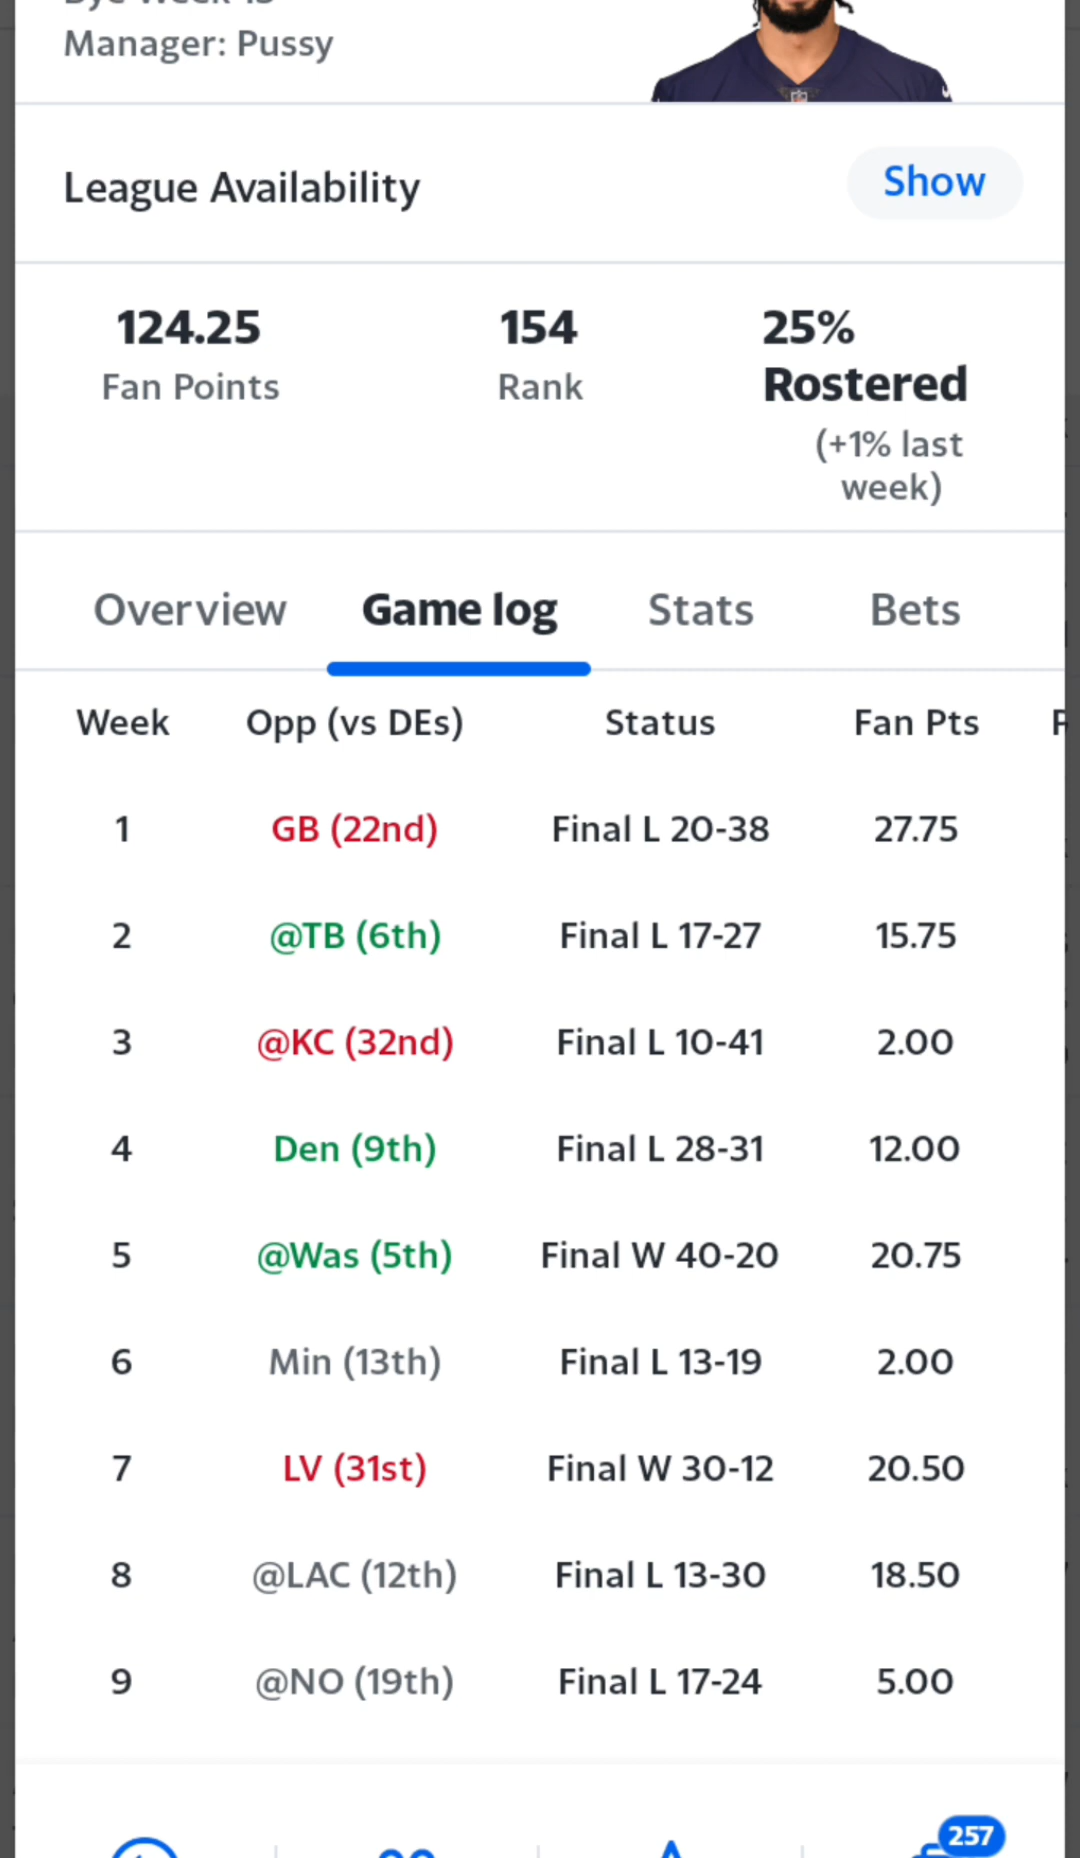 Bye Week 13
Manager: Pussy
League Availability
Show
124.25
Fan Points
154
Rank
25%
Rostered
(+1% last
week)
Overview Game log Stats Bets
Week Opp (vs DEs) Status Fan Pts
1 GB (22nd) Final L 20-38 27.75
2 @TB (6th) Final L 17-27 15.75
3 @KC (32nd) Final L 10-41 2.00
4 Den (9th) Final L 28-31 12.00
5 @Was (5th) Final W 40-20 20.75
6 Min (13th) Final L 13-19 2.00
7 LV (31st) Final W 30-12 20.50
8 @LAC (12th) Final L 13-30 18.50
9 @NO (19th) Final L 17-24 5.00
257